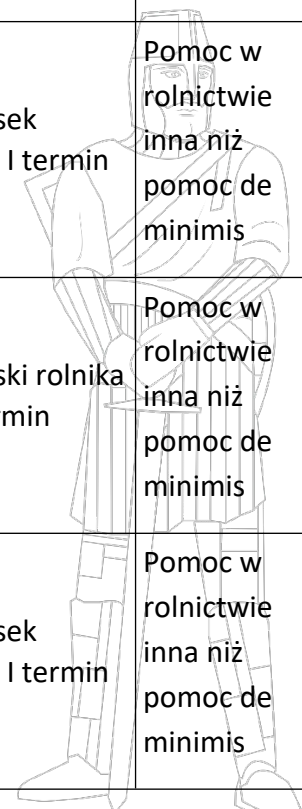 sek
I termin
Pomoc w
rolnictwie
inna niż
pomoc de
minimis
ski rolnika
rmin
Pomoc w
rolnictwie
inna niż
pomoc de
minimis
sek
I termin
Pomoc w
rolnictwie
inna niż
pomoc de
minimis